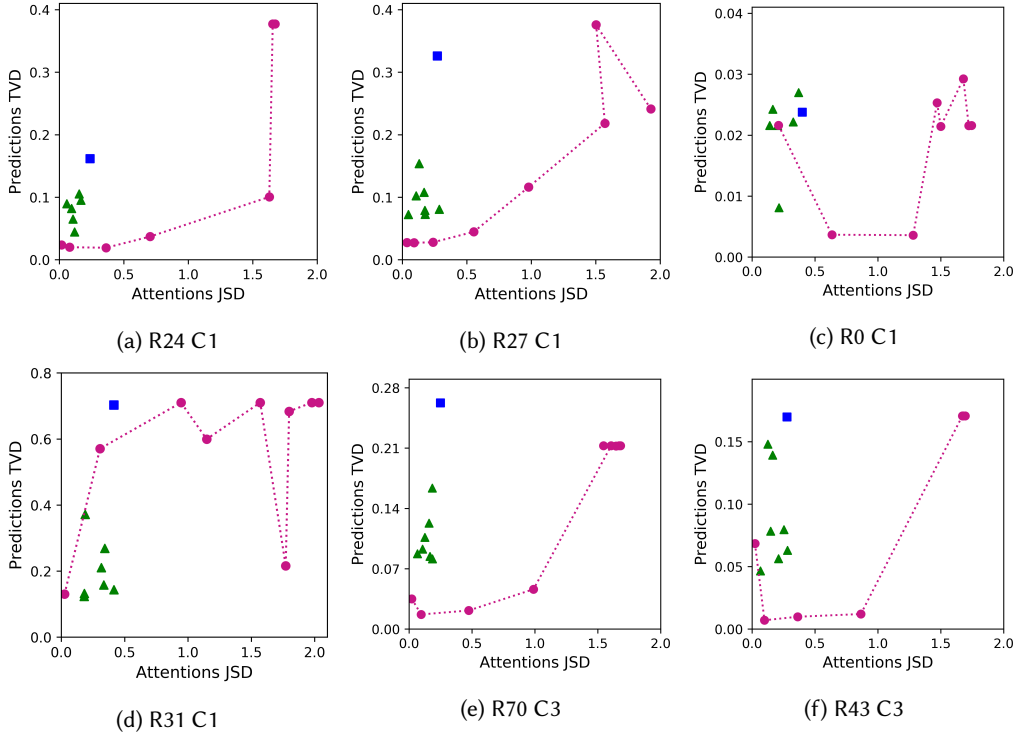 0.4
0.3
0.2
0.1
0.0
Predictions TVD
0.0 0.5 1.0 1.5 2.0
Attentions JSD
(a) R24 C1
0.4
0.3
0.2
0.1
0.0
Predictions TVD
0.0 0.5 1.0 1.5 2.0
Attentions JSD
(b) R27 C1
0.04
0.03
0.02
0.01
0.00
Predictions TVD
0.0 0.5 1.0 1.5 2.0
Attentions JSD
(c) R0 C1
0.8
0.6
0.4
0.2
0.0
Predictions TVD
0.0 0.5 1.0 1.5 2.0
Attentions JSD
(d) R31 C1
0.28
0.21
0.14
0.07
0.00
Predictions TVD
0.0 0.5 1.0 1.5 2.0
Attentions JSD
(e) R70 C3
0.15
0.10
0.05
0.00
Predictions TVD
0.0 0.5 1.0 1.5 2.0
Attentions JSD
(f) R43 C3